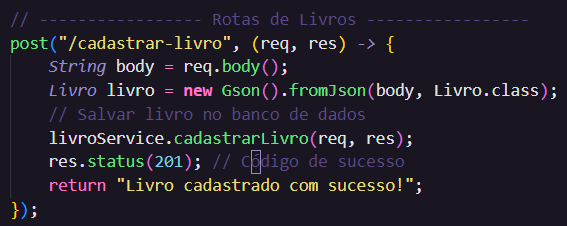 // ----------------- Rotas de Livros -----------------
post("/cadastrar-livro", (req, res) -> {
    String body = req.body();
    Livro livro = new Gson().fromJson(body, Livro.class);
    // Salvar livro no banco de dados
    livroService.cadastrarLivro(req, res);
    res.status(201); // Código de sucesso
    return "Livro cadastrado com sucesso!";
});